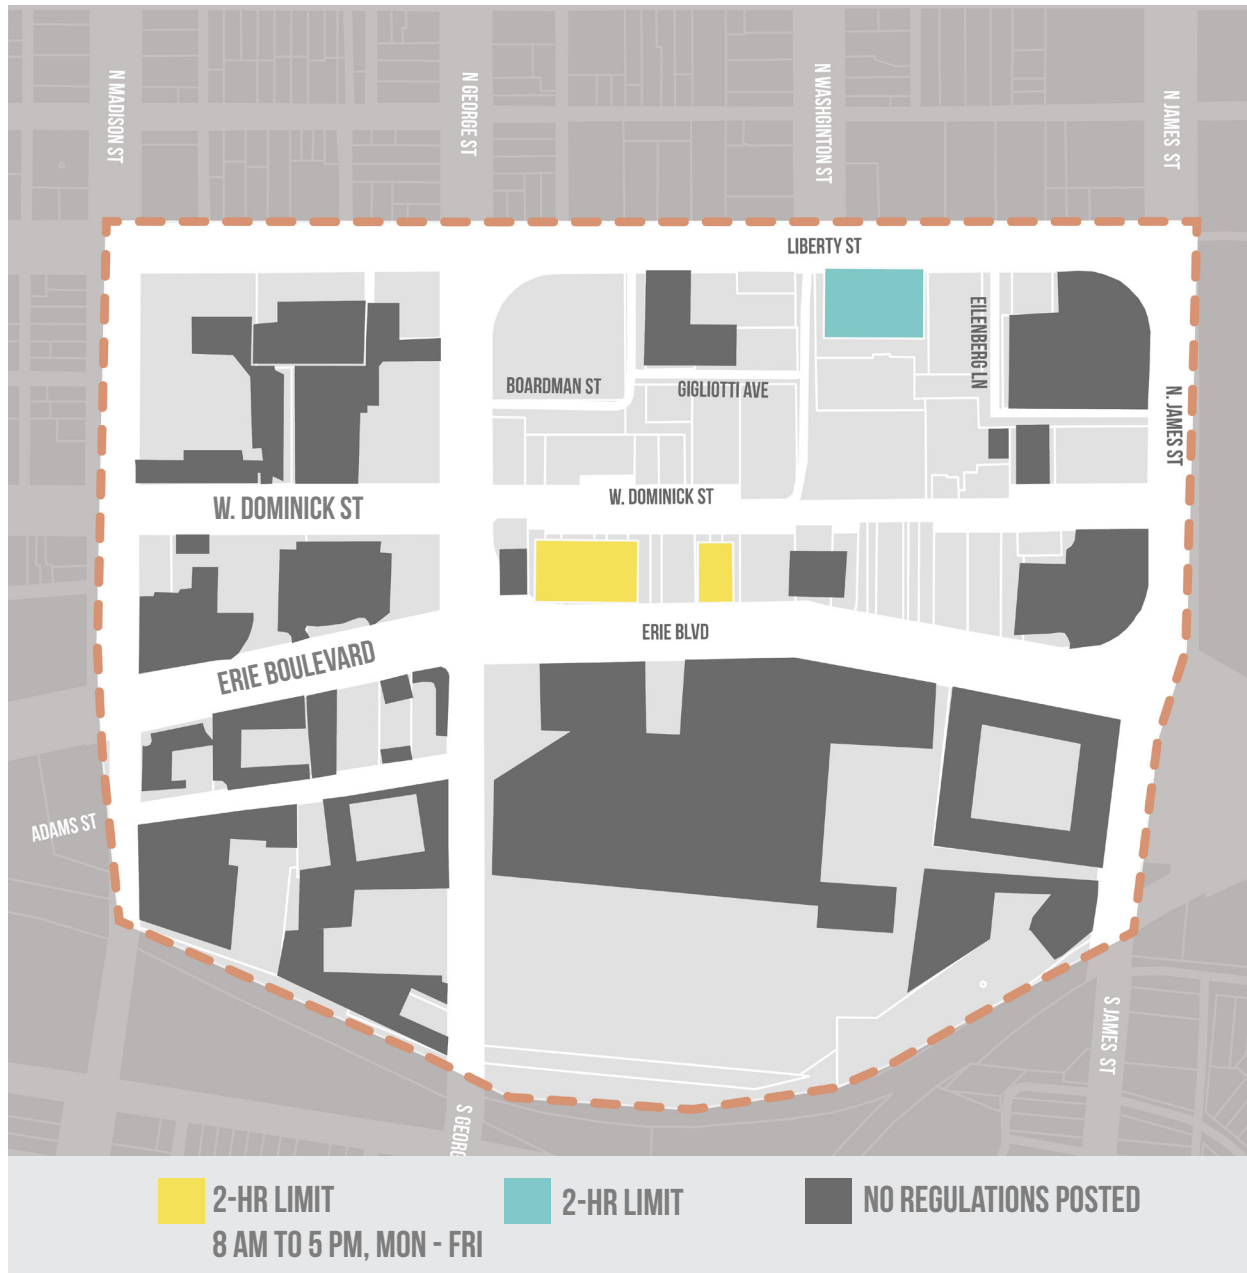 N MADISON ST
N GEORGE ST
N WASHGINTON ST
N JAMES ST
LIBERTY ST
EILENBERG LN
BOARDMAN ST
GIGLIOTTI AVE
N. JAMES ST
W. DOMINICK ST
W. DOMINICK ST
ERIE BLVD
ERIE BOULEVARD
ADAMS ST
S JAMES ST
S GEORG
2-HR LIMIT
8 AM TO 5 PM, MON - FRI
2-HR LIMIT
NO REGULATIONS POSTED